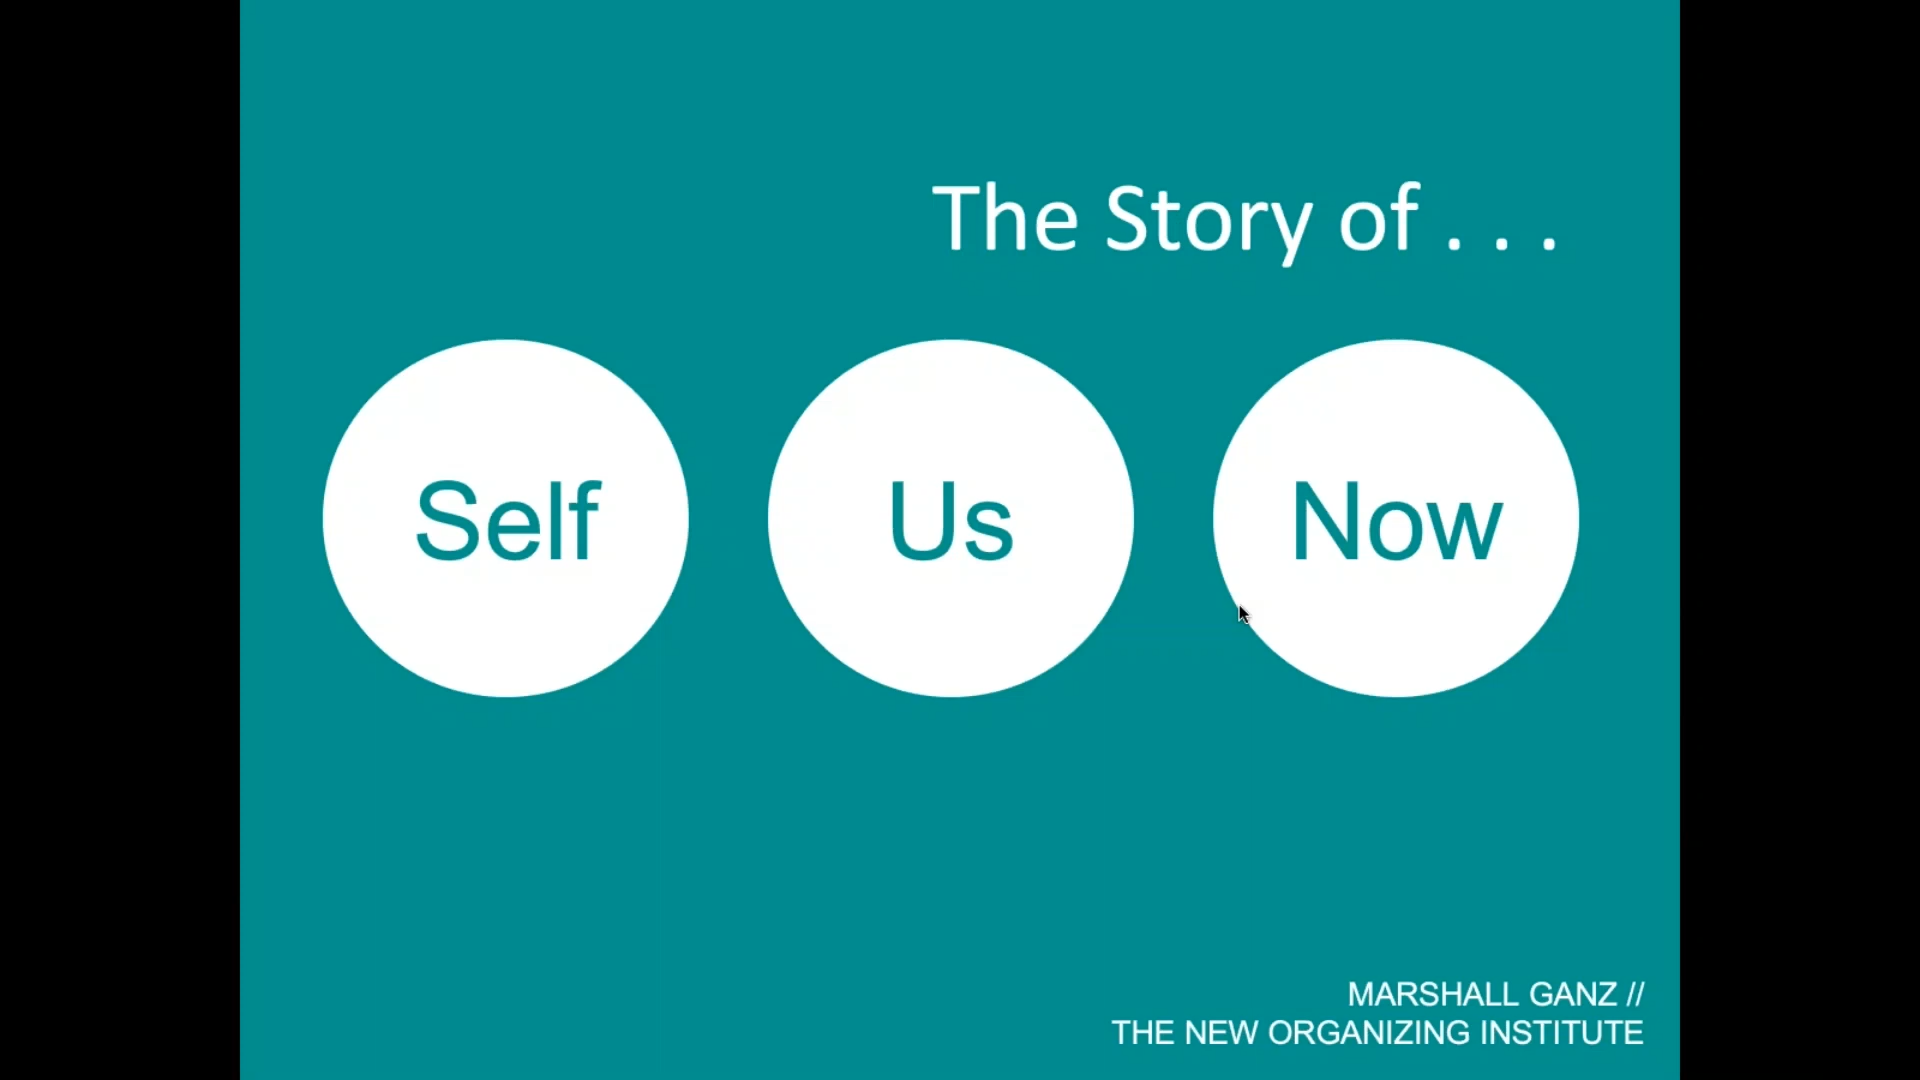 The Story of . . .
Self
Us
Now
MARSHALL GANZ //
THE NEW ORGANIZING INSTITUTE